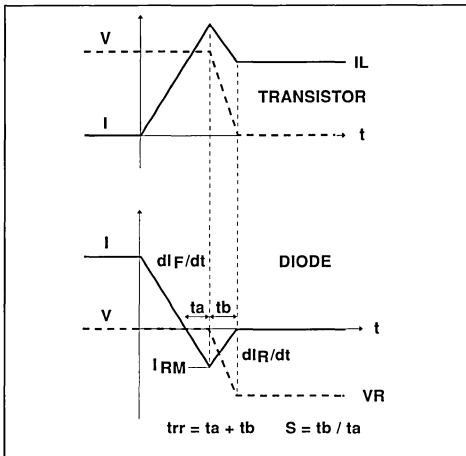 V
IL
TRANSISTOR
I
t
I
dIF/dt
DIODE
ta tb
V
t
IRM
dIR/dt
VR
trr = ta + tb S = tb / ta